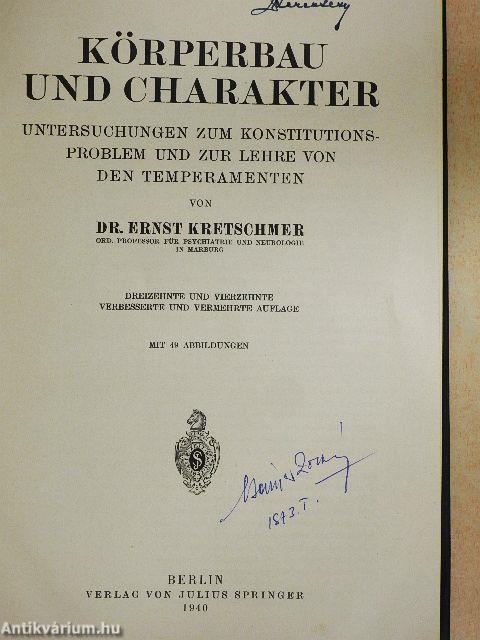 KÖRPERBAU
UND CHARAKTER
UNTERSUCHUNGEN ZUM KONSTITUTIONS-
PROBLEM UND ZUR LEHRE VON
DEN TEMPERAMENTEN
VON
DR. ERNST KRETSCHMER
ORD. PROFESSOR FÜR PSYCHIATRIE UND NEUROLOGIE
IN MARBURG
DREIZEHNTE UND VIERZEHNTE
VERBESSERTE UND VERMEHRTE AUFLAGE
MIT 49 ABBILDUNGEN
BERLIN
VERLAG VON JULIUS SPRINGER
1940
Antikvárium.hu